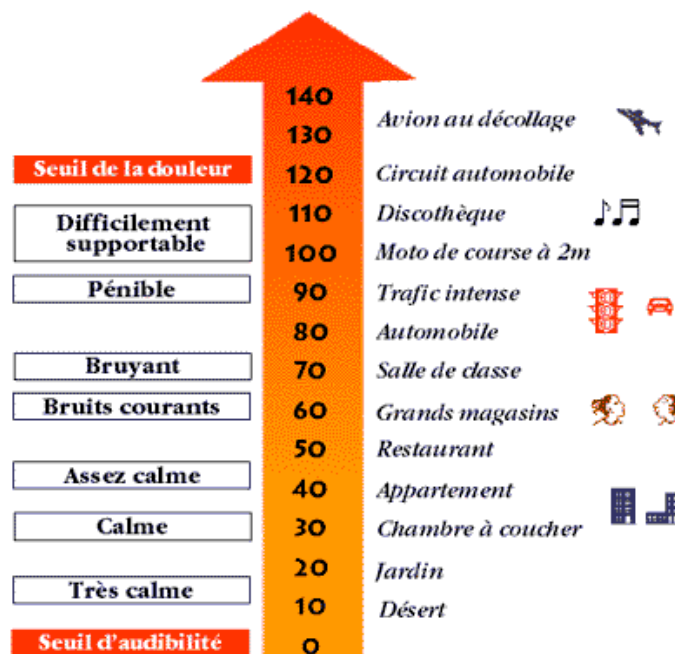 140
Avion au décollage
130
Seuil de la douleur
120
Circuit automobile
Difficilement
supportable
110
Discothèque
100
Moto de course à 2m
Pénible
90
Trafic intense
80
Automobile
Bruyant
70
Salle de classe
Bruits courants
60
Grands magasins
50
Restaurant
Assez calme
40
Appartement
Calme
30
Chambre à coucher
20
Jardin
Très calme
10
Désert
Seuil d'audibilité
0